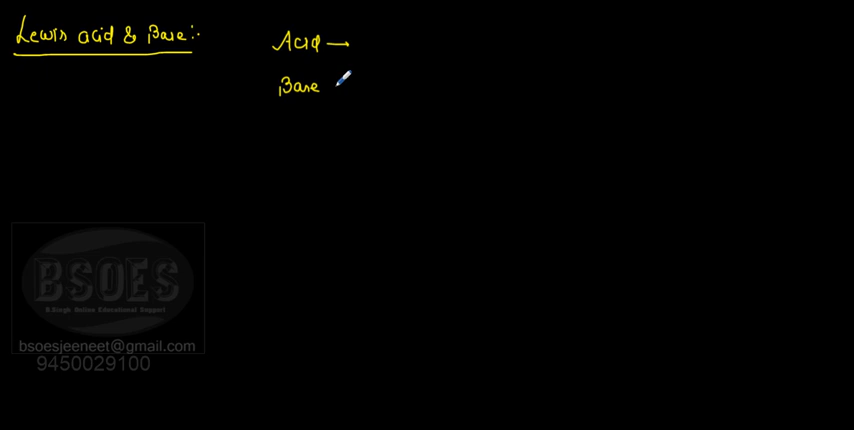 Lewis acid & Base :-
Acid →
Base
BSOES
B.Singh Online Educational Support
bsoesjeeneet@gmail.com
9450029100